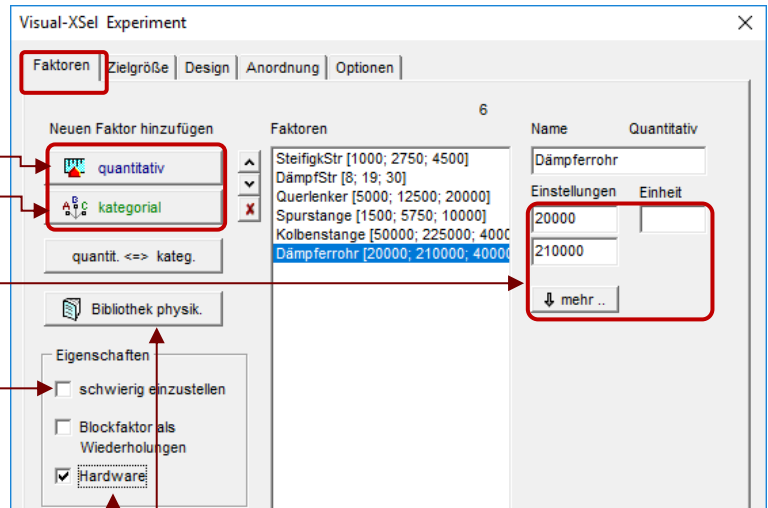 Visual-XSel Experiment
Faktoren Zielgröße Design Anordnung Optionen
6
Neuen Faktor hinzufügen
Faktoren
Name Quantitativ
quantitativ
kategorial
quantit. <=> kateg.
Bibliothek physik.
SteifigkStr [1000; 2750; 4500]
DämpfStr [8; 19; 30]
Querlenker [5000; 12500; 20000]
Spurstange [1500; 5750; 10000]
Kolbenstange [50000; 225000; 4000
Dämpferrohr [20000; 210000; 40000
Dämpferrohr
Einstellungen Einheit
20000
210000
mehr ..
Eigenschaften
schwierig einzustellen
Blockfaktor als
Wiederholungen
Hardware